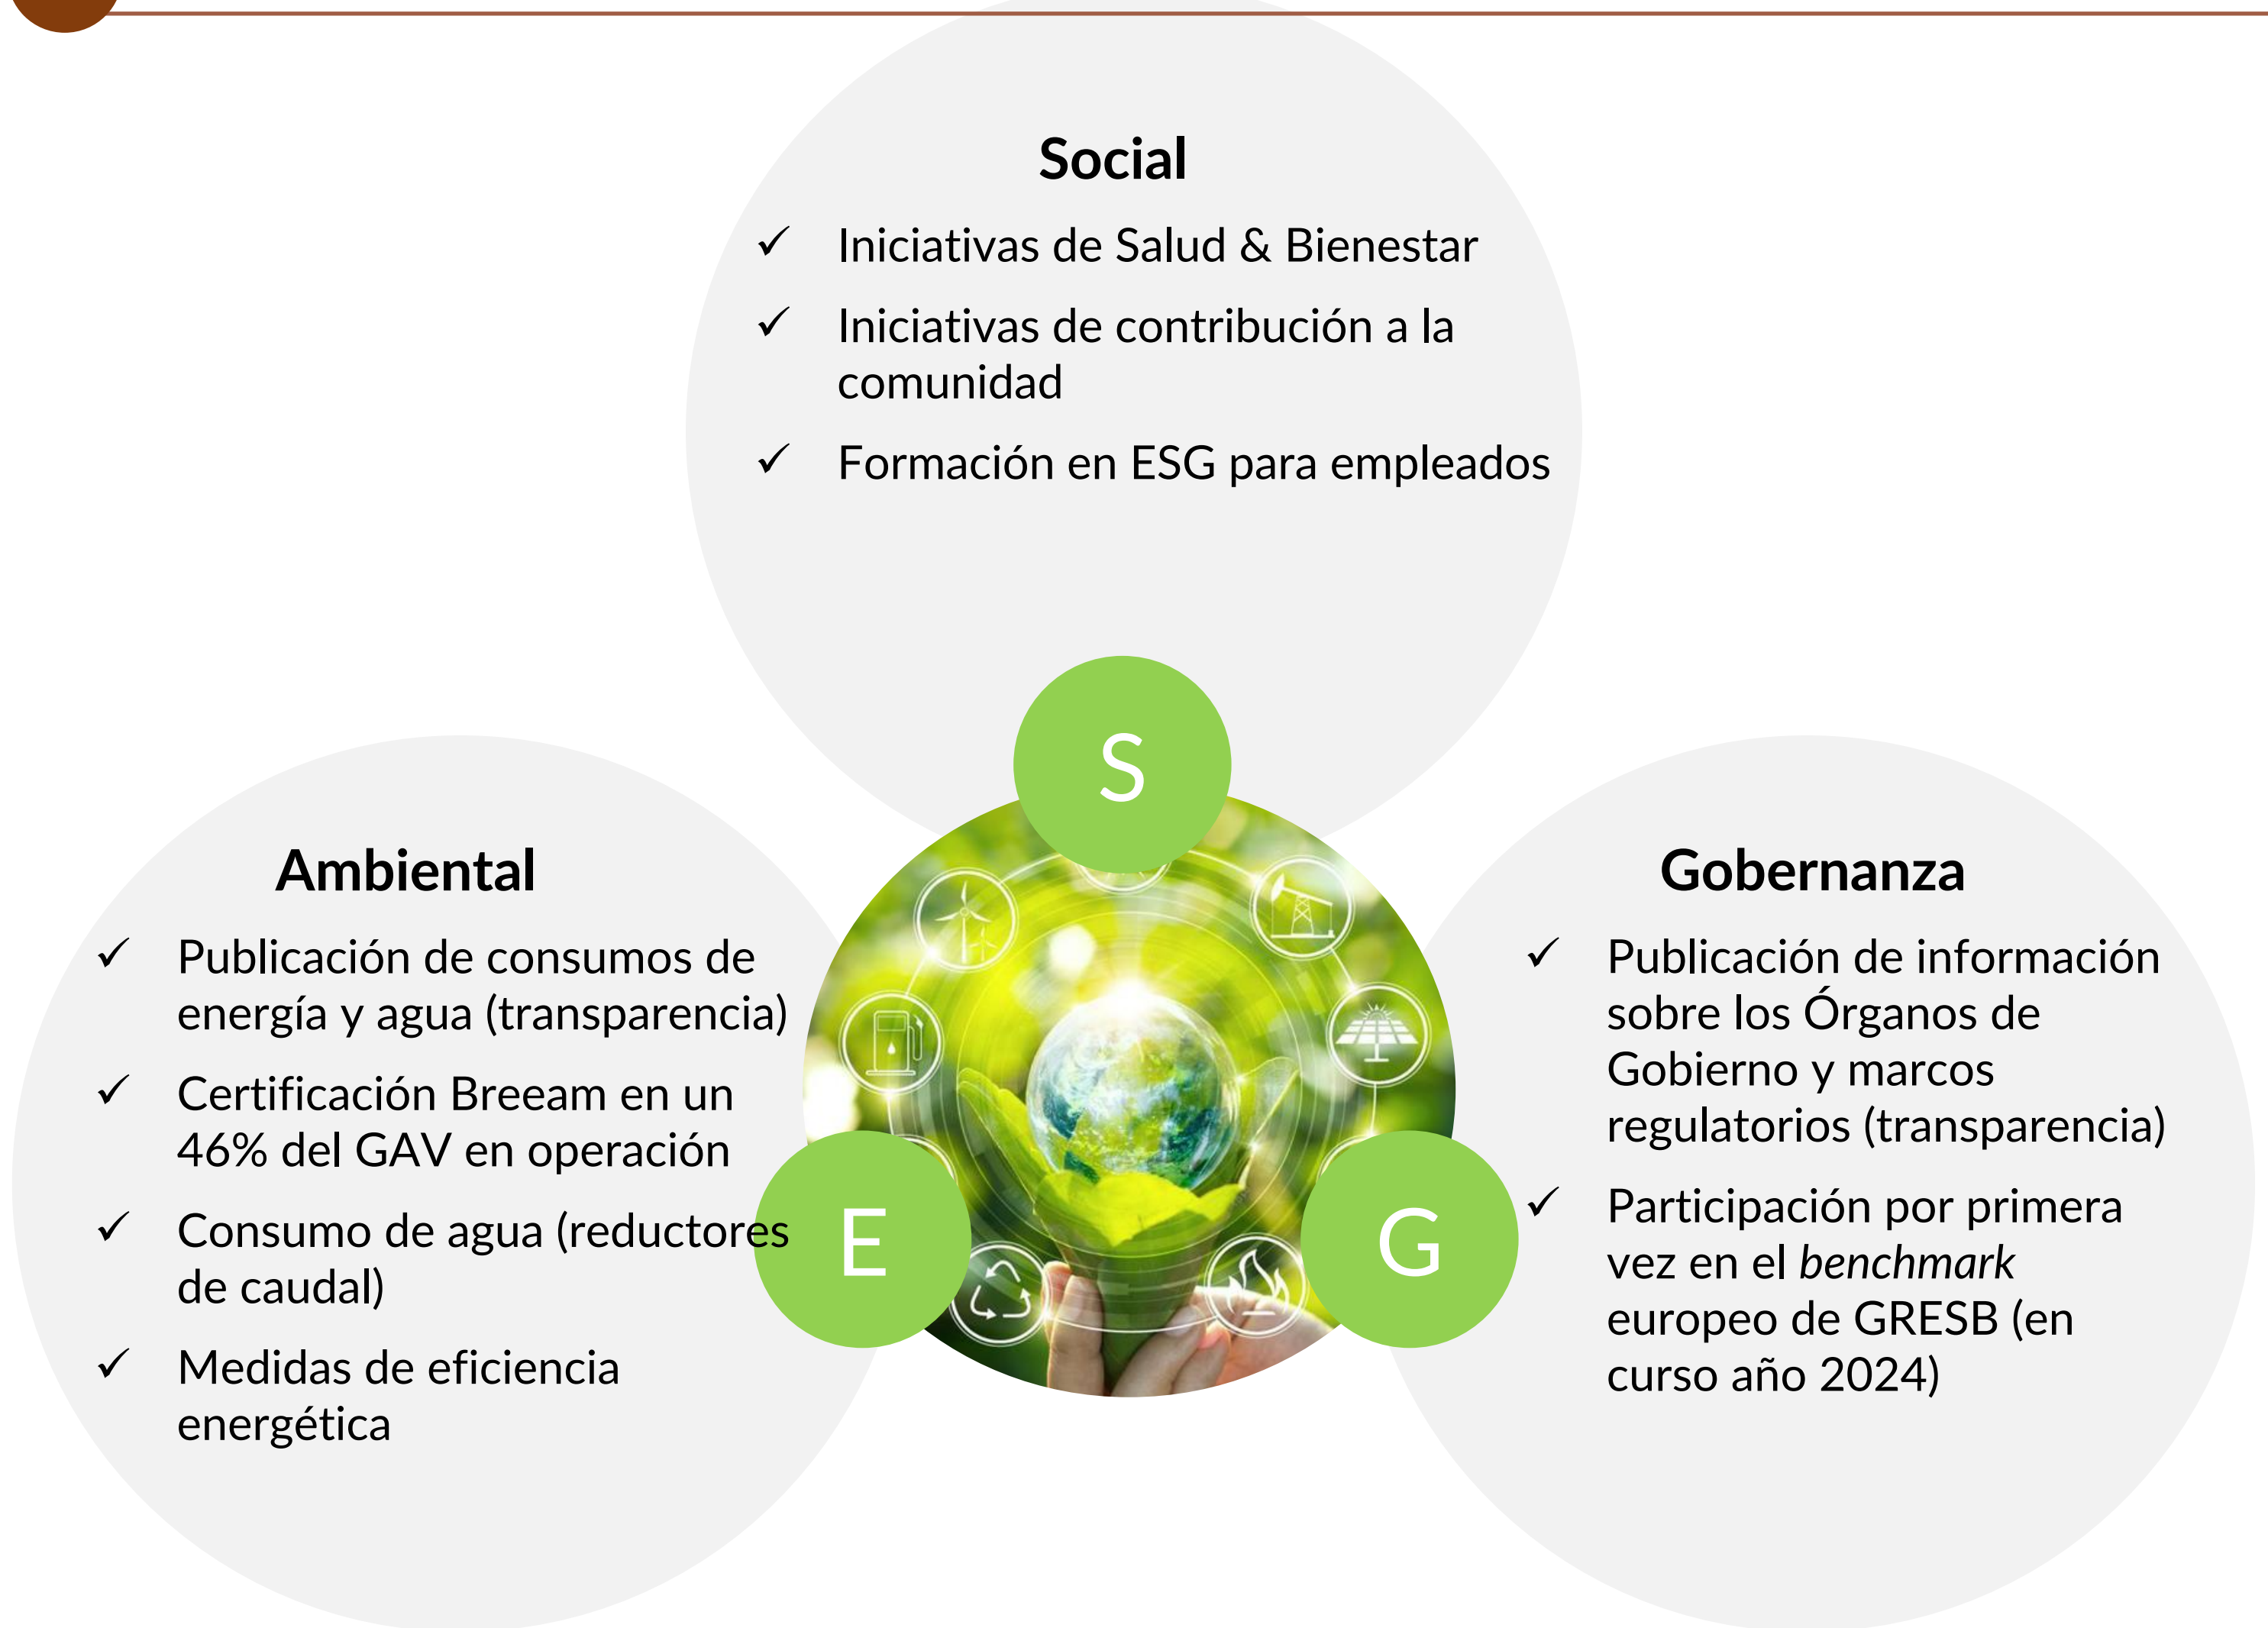 Social
✓ Iniciativas de Salud & Bienestar
✓ Iniciativas de contribución a la
comunidad
✓ Formación en ESG para empleados
S
Ambiental
✓ Publicación de consumos de
energía y agua (transparencia)
✓ Certificación Breeam en un
46% del GAV en operación
✓ Consumo de agua (reductores
de caudal)
✓ Medidas de eficiencia
energética
E
G
Gobernanza
✓ Publicación de información
sobre los Órganos de
Gobierno y marcos
regulatorios (transparencia)
✓ Participación por primera
vez en el benchmark
europeo de GRESB (en
curso año 2024)